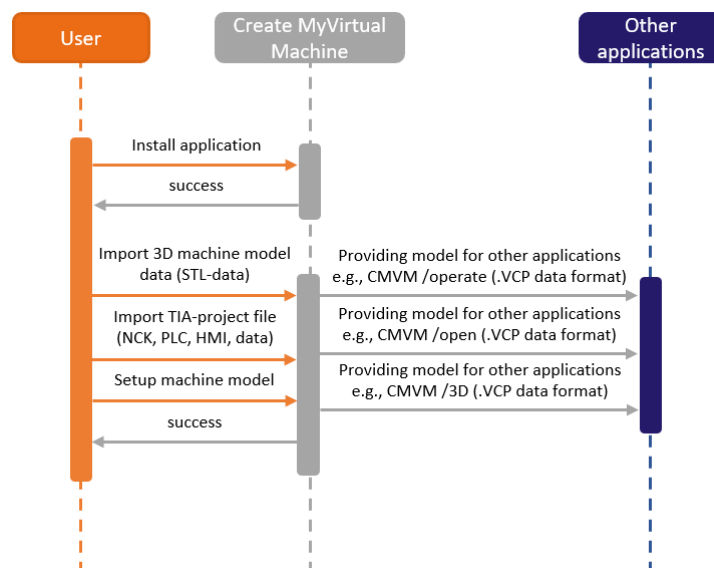 User
Create MyVirtual
Machine
Other
applications
Install application
success
Import 3D machine model
data (STL-data)
Providing model for other applications
e.g., CMVM /operate (.VCP data format)
Import TIA-project file
(NCK, PLC, HMI, data)
Providing model for other applications
e.g., CMVM /open (.VCP data format)
Setup machine model
Providing model for other applications
e.g., CMVM /3D (.VCP data format)
success